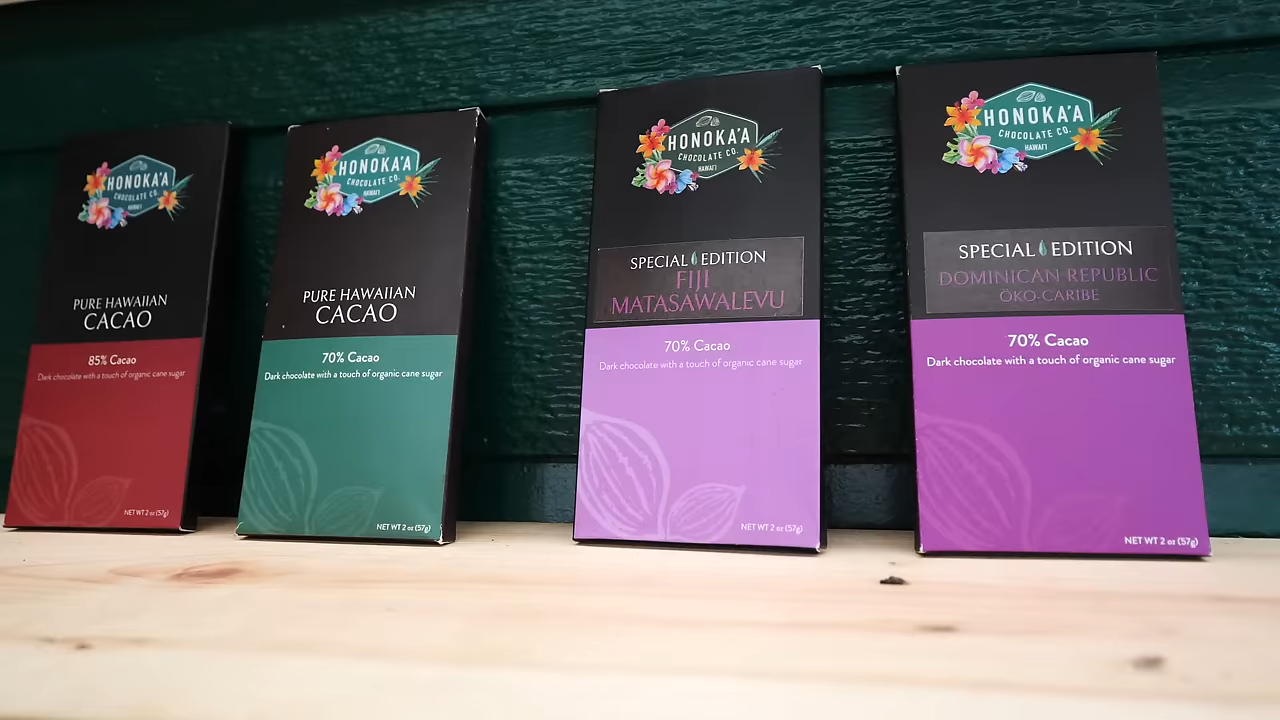 HONOKA'A
CHOCOLATE CO.
HAWAI'I
PURE HAWAIIAN
CACAO
85% Cacao
Dark chocolate with a touch of organic cane sugar
NET WT 2 oz (57g)
HONOKA'A
CHOCOLATE CO.
HAWAI'I
PURE HAWAIIAN
CACAO
70% Cacao
Dark chocolate with a touch of organic cane sugar
NET WT 2 oz (57g)
HONOKA'A
CHOCOLATE CO.
HAWAI'I
SPECIAL EDITION
FIJI
MATASAWALEVU
70% Cacao
Dark chocolate with a touch of organic cane sugar
NET WT 2 oz (57g)
HONOKA'A
CHOCOLATE CO.
HAWAI'I
SPECIAL EDITION
DOMINICAN REPUBLIC
ÖKO-CARIBE
70% Cacao
Dark chocolate with a touch of organic cane sugar
NET WT 2 oz (57g)